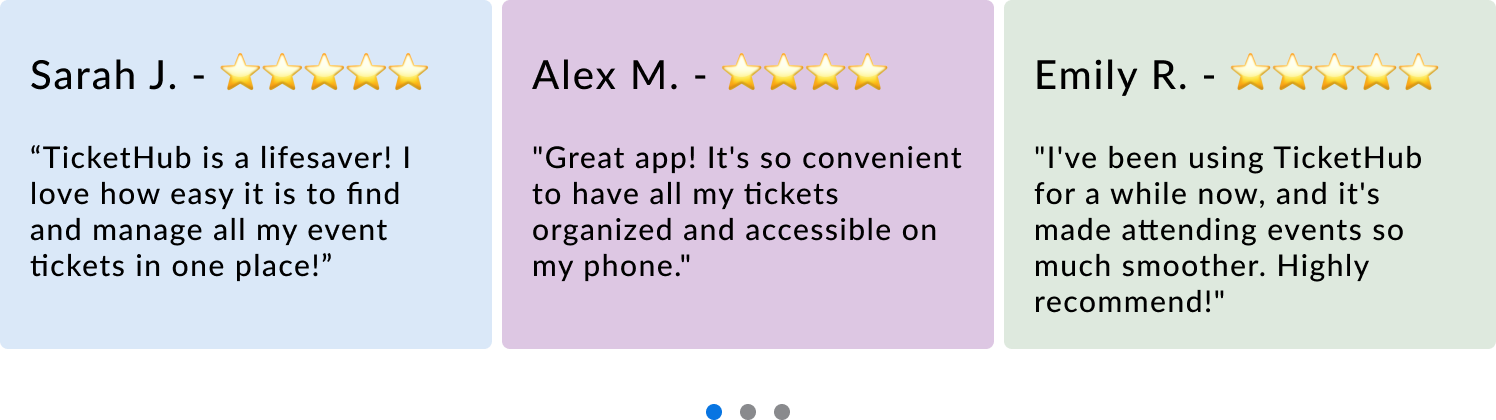 Sarah J. - ⭐⭐⭐⭐⭐
“TicketHub is a lifesaver! I
love how easy it is to find
and manage all my event
tickets in one place!”
Alex M. - ⭐⭐⭐⭐
"Great app! It's so convenient
to have all my tickets
organized and accessible on
my phone."
Emily R. - ⭐⭐⭐⭐⭐
"I've been using TicketHub
for a while now, and it's
made attending events so
much smoother. Highly
recommend!"